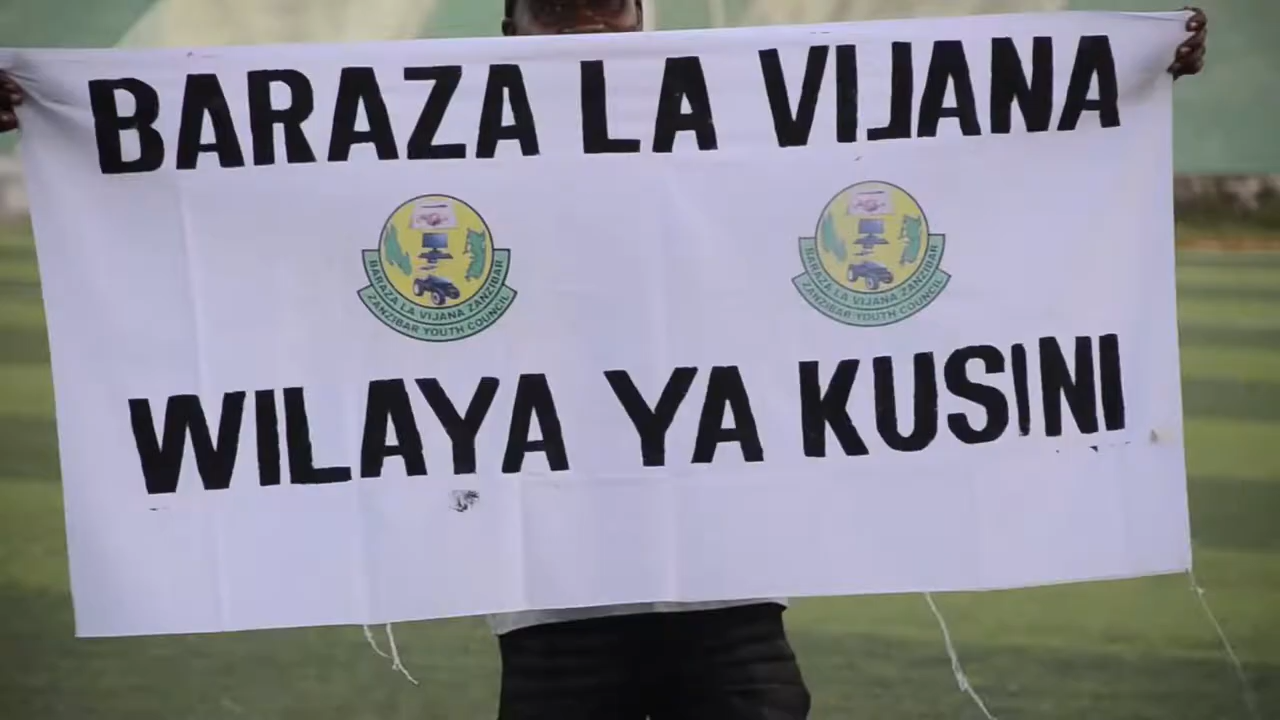 BARAZA LA VIJANA
BARAZA LA VIJANA ZANZIBAR
ZANZIBAR YOUTH COUNCIL
BARAZA LA VIJANA ZANZIBAR
ZANZIBAR YOUTH COUNCIL
WILAYA YA KUSINI